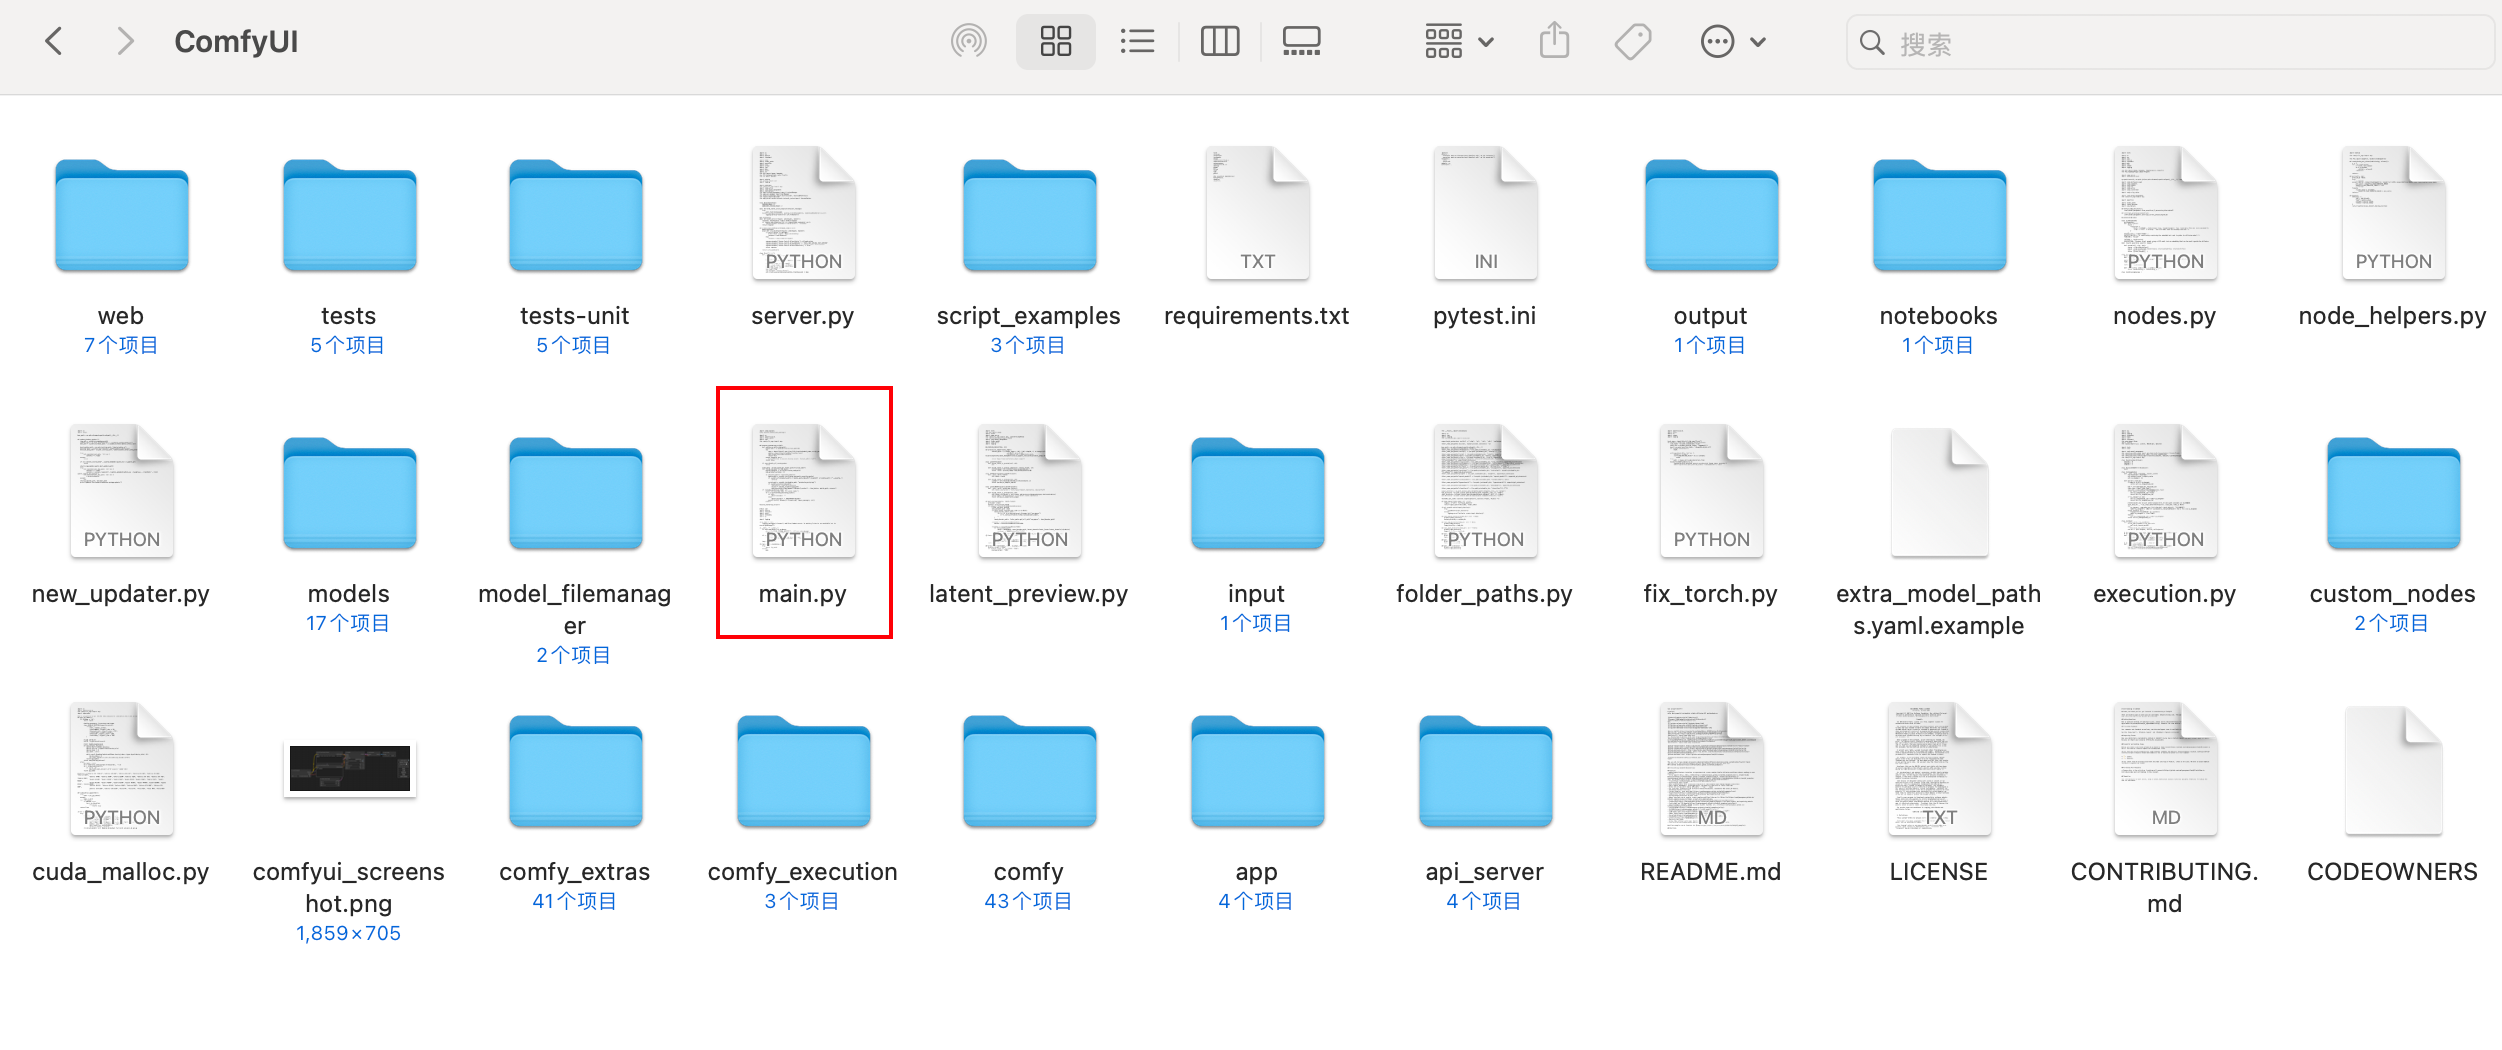 ComfyUI
搜索
PYTHON
TXT
INI
PYTHON
PYTHON
web
tests
tests-unit
server.py
script_examples
requirements.txt
pytest.ini
output
notebooks
nodes.py
node_helpers.py
7个项目
5个项目
5个项目
3个项目
1个项目
1个项目
PYTHON
PYTHON
PYTHON
PYTHON
PYTHON
PYTHON
new_updater.py
models
model_filemanag
er
main.py
latent_preview.py
input
folder_paths.py
fix_torch.py
extra_model_path
s.yaml.example
execution.py
custom_nodes
17个项目
2个项目
1个项目
2个项目
PYTHON
MD
TXT
MD
cuda_malloc.py
comfyui_screens
hot.png
1,859×705
comfy_extras
41个项目
comfy_execution
3个项目
comfy
43个项目
app
4个项目
api_server
4个项目
README.md
LICENSE
CONTRIBUTING.
md
CODEOWNERS